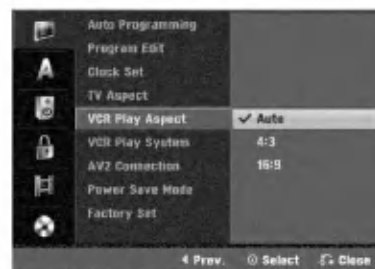 Auto Programming
Program Edit
Clock Set
TV Aspect
VCR Play Aspect ✓ Auto
VCR Play System 4:3
AV2 Connection 16:9
Power Save Mode
Factory Set
A
◄ Prev. ⊙ Select Close